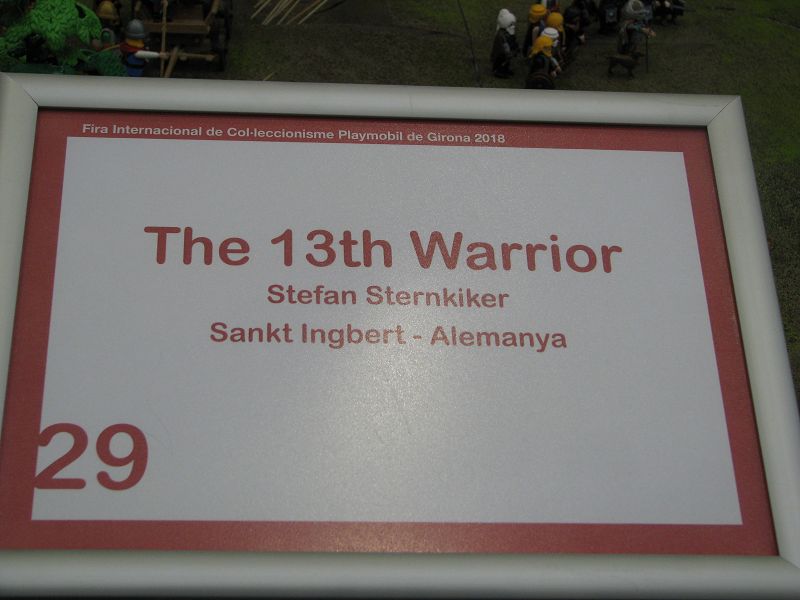 Fira Internacional de Col·leccionisme Playmobil de Girona 2018
The 13th Warrior
Stefan Sternkiker
Sankt Ingbert - Alemanya
29